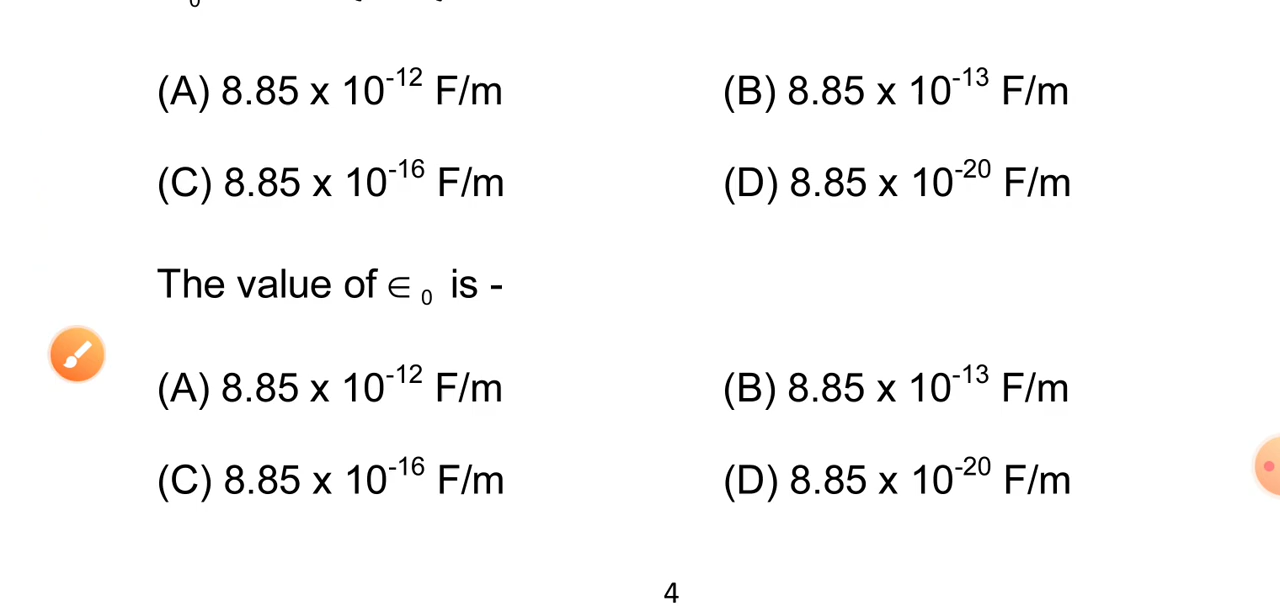 0
(A) 8.85 x 10⁻¹² F/m (B) 8.85 x 10⁻¹³ F/m
(C) 8.85 x 10⁻¹⁶ F/m (D) 8.85 x 10⁻²⁰ F/m
The value of ∈ ₀ is -
(A) 8.85 x 10⁻¹² F/m (B) 8.85 x 10⁻¹³ F/m
(C) 8.85 x 10⁻¹⁶ F/m (D) 8.85 x 10⁻²⁰ F/m
4